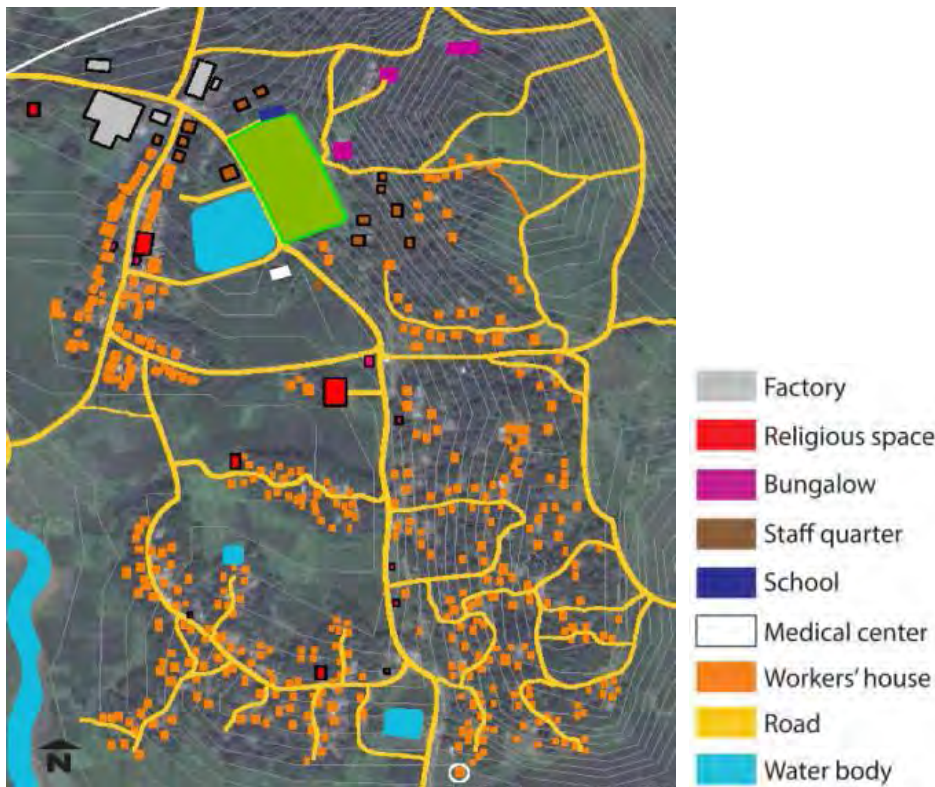 N
Factory
Religious space
Bungalow
Staff quarter
School
Medical center
Workers' house
Road
Water body